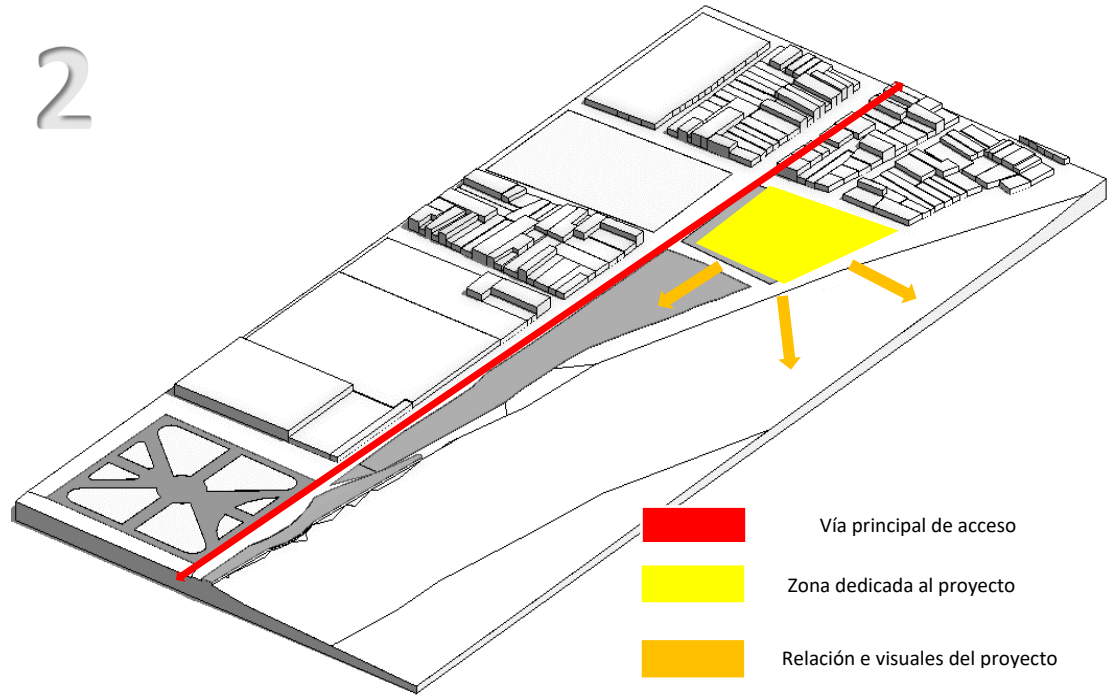 2
Vía principal de acceso
Zona dedicada al proyecto
Relación e visuales del proyecto